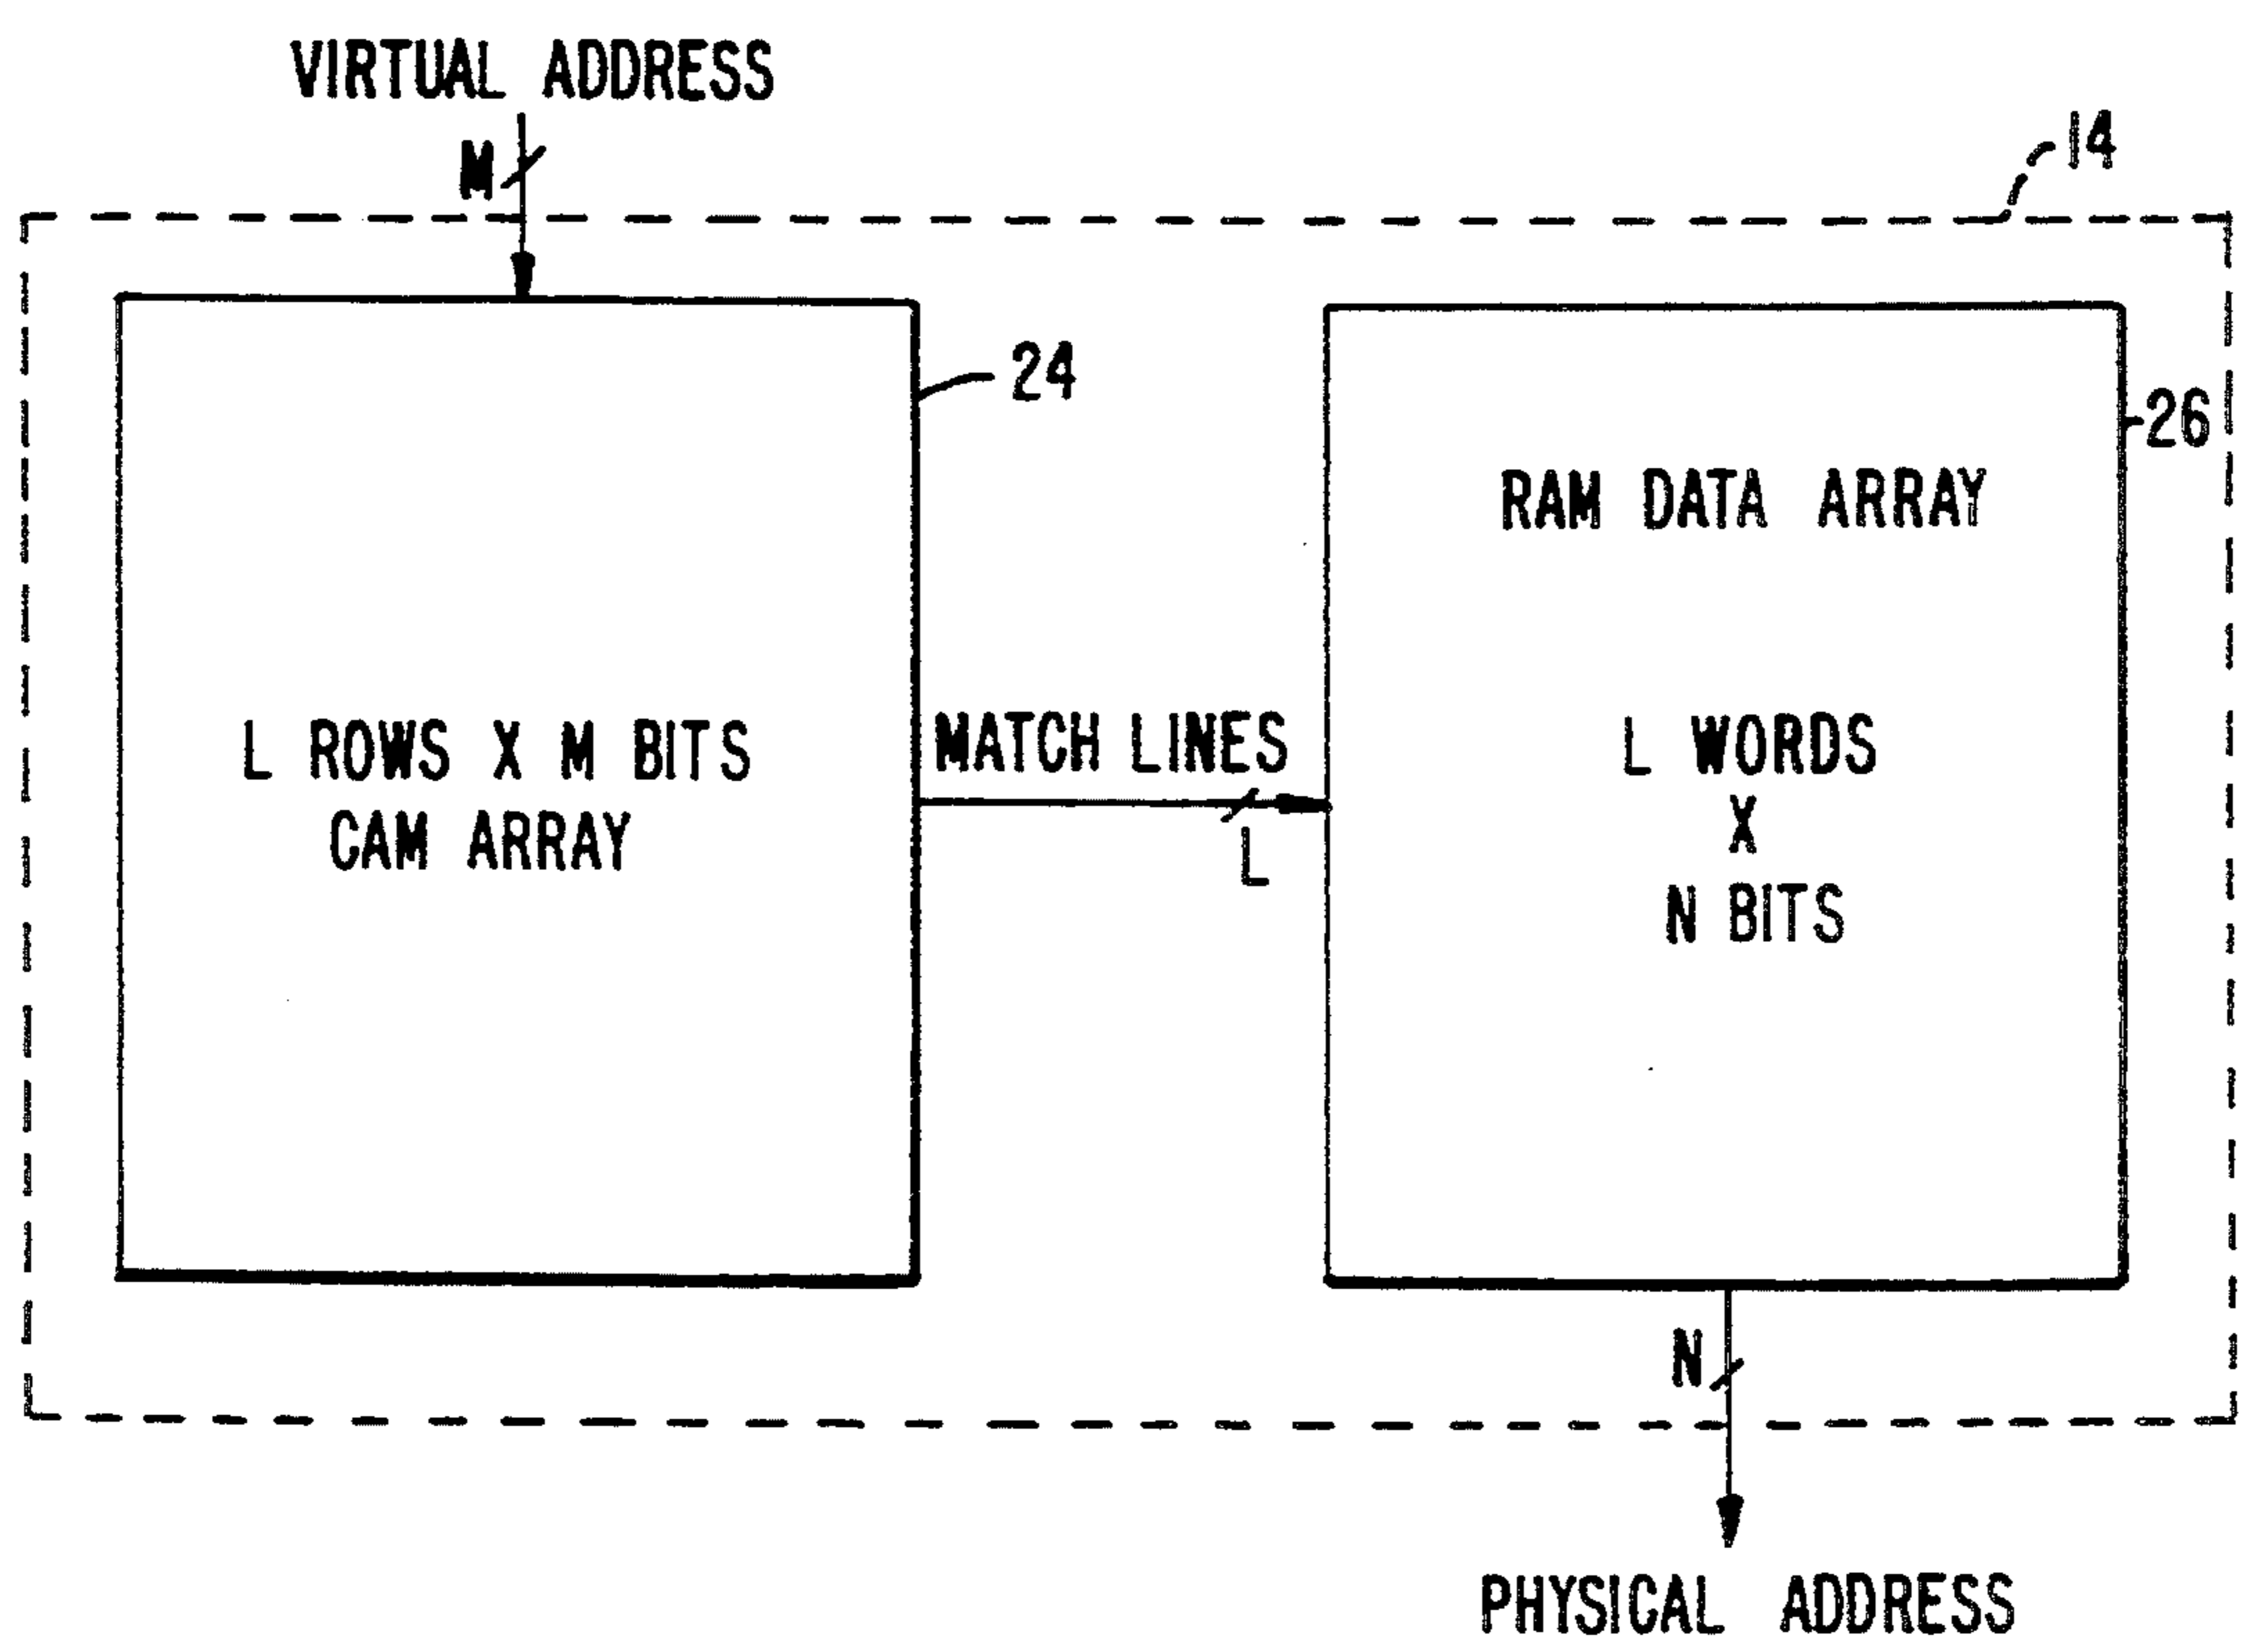 VIRTUAL ADDRESS
M
14
24
26
RAM DATA ARRAY
L ROWS X M BITS
CAM ARRAY
MATCH LINES
L
L WORDS
X
N BITS
N
PHYSICAL ADDRESS